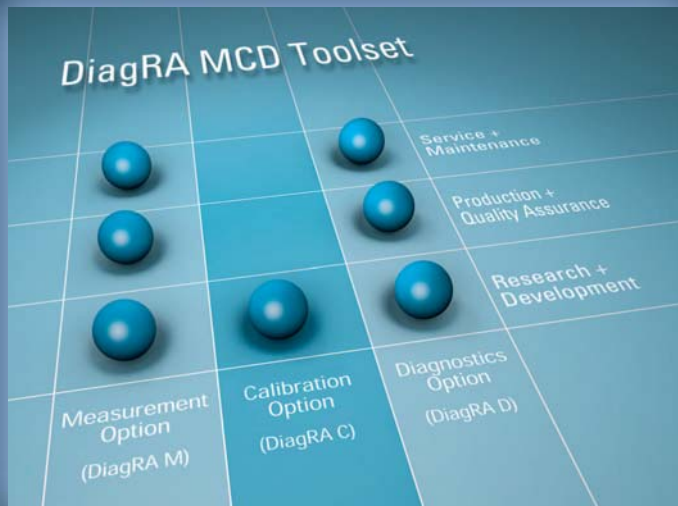 DiagRA MCD Toolset
Service +
Maintenance
Production +
Quality Assurance
Research +
Development
Measurement
Option
(DiagRA M)
Calibration
Option
(DiagRA C)
Diagnostics
Option
(DiagRA D)